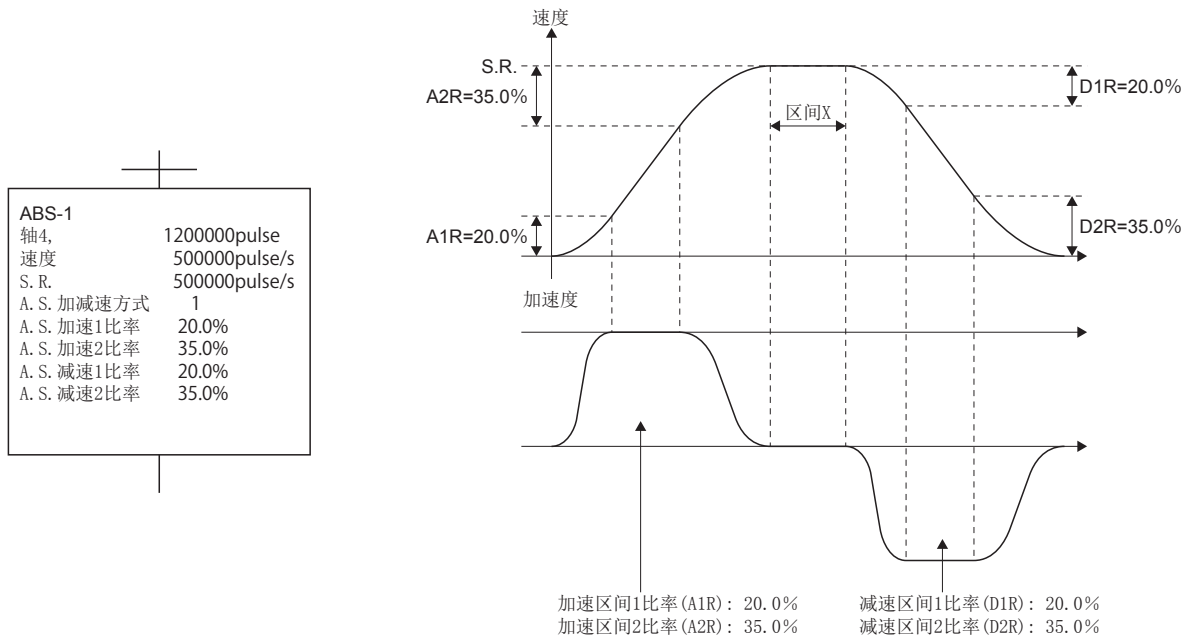 ABS-1
轴4, 1200000pulse
速度 500000pulse/s
S.R. 500000pulse/s
A.S.加减速方式 1
A.S.加速1比率 20.0%
A.S.加速2比率 35.0%
A.S.减速1比率 20.0%
A.S.减速2比率 35.0%
速度
S.R.
A2R=35.0%
D1R=20.0%
区间X
A1R=20.0%
D2R=35.0%
加速度
加速区间1比率(A1R): 20.0%
加速区间2比率(A2R): 35.0%
减速区间1比率(D1R): 20.0%
减速区间2比率(D2R): 35.0%